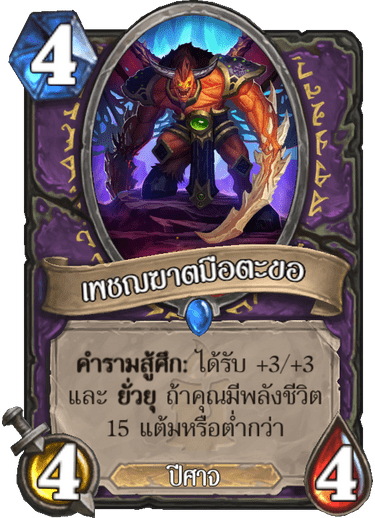 4
เพชฌฆาตมือตะขอ
คำรามสู้ศึก: ได้รับ +3/+3
และ ยั่วยุ ถ้าคุณมีพลังชีวิต
15 แต้มหรือต่ำกว่า
4
ปีศาจ
4